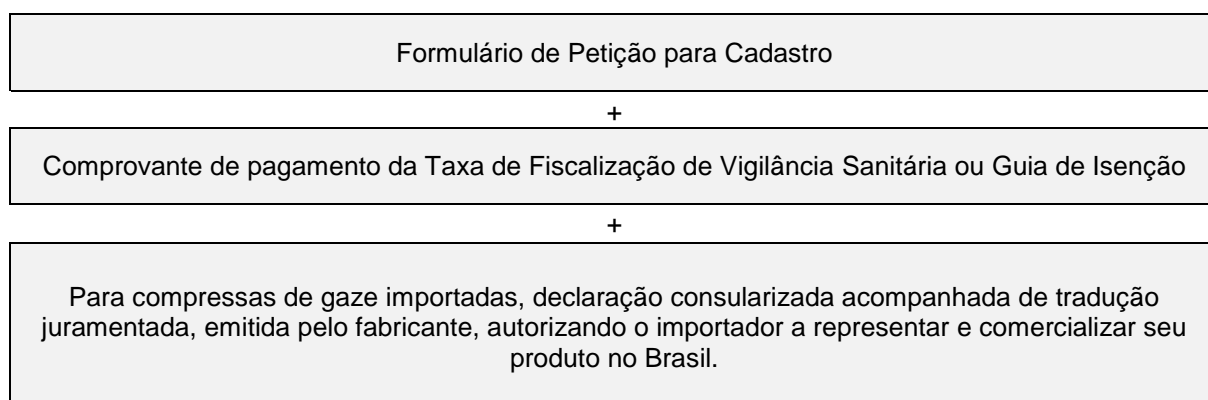 Formulário de Petição para Cadastro
+
Comprovante de pagamento da Taxa de Fiscalização de Vigilância Sanitária ou Guia de Isenção
+
Para compressas de gaze importadas, declaração consularizada acompanhada de tradução
juramentada, emitida pelo fabricante, autorizando o importador a representar e comercializar seu
produto no Brasil.